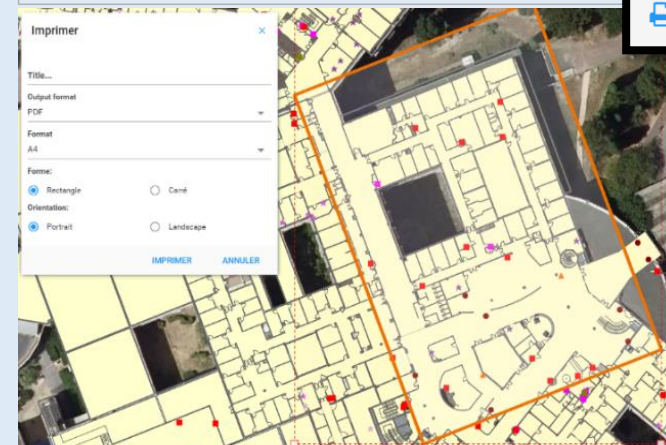 Imprimer ×
Title...
Output format
PDF
Format
A4
Forme:
Rectangle Carré
Orientation:
Portrait Landscape
IMPRIMER ANNULER